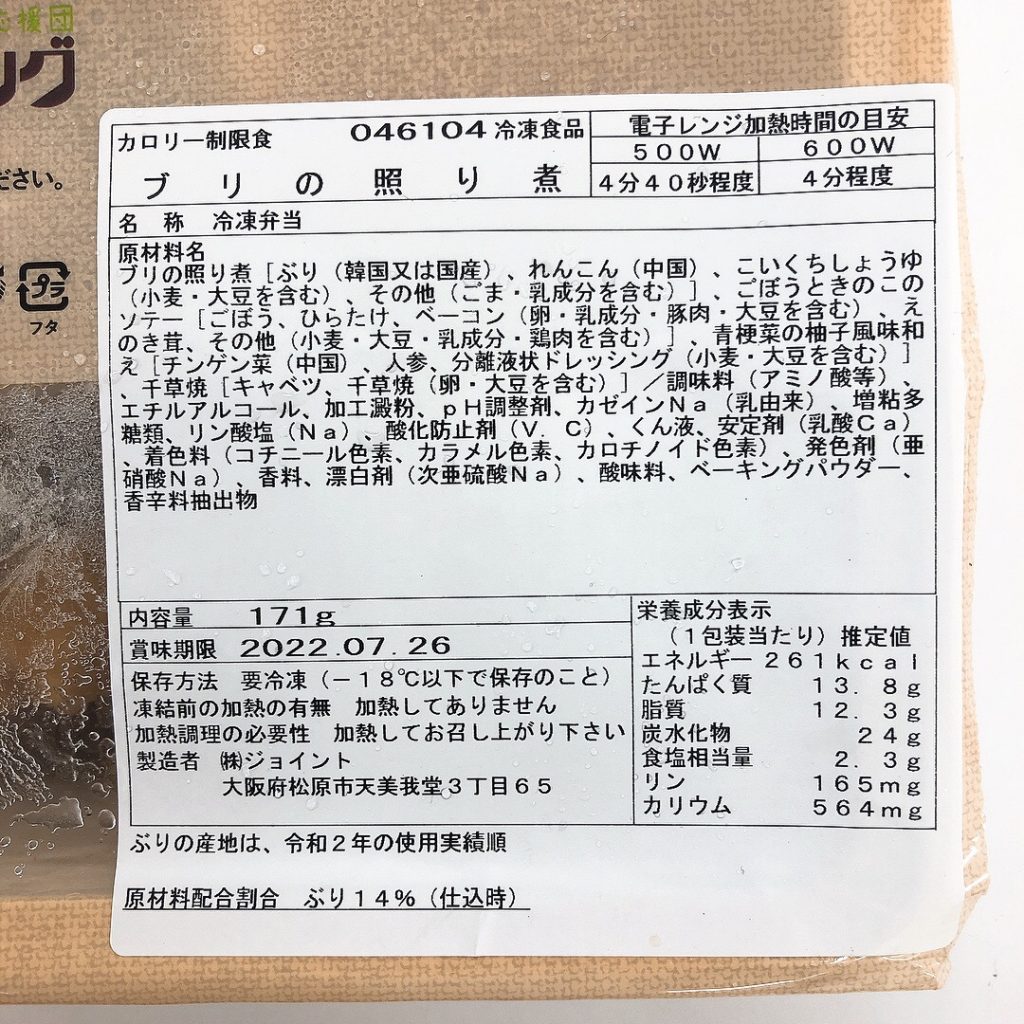 応援団
リング
ださい。
プラ
フタ
カロリー制限食 046104 冷凍食品
ブリの照り煮
電子レンジ加熱時間の目安
500W 600W
4分40秒程度 4分程度
名 称 冷凍弁当
原材料名
ブリの照り煮［ぶり（韓国又は国産）、れんこん（中国）、こいくちしょうゆ
（小麦・大豆を含む）、その他（ごま・乳成分を含む）］、ごぼうときのこの
ソテー［ごぼう、ひらたけ、ベーコン（卵・乳成分・豚肉・大豆を含む）、え
のき茸、その他（小麦・大豆・乳成分・鶏肉を含む）］、青梗菜の柚子風味和
え［チンゲン菜（中国）、人参、分離液状ドレッシング（小麦・大豆を含む）］
、千草焼［キャベツ、千草焼（卵・大豆を含む）］／調味料（アミノ酸等）、
エチルアルコール、加工澱粉、ｐＨ調整剤、カゼインＮａ（乳由来）、増粘多
糖類、リン酸塩（Ｎａ）、酸化防止剤（Ｖ．Ｃ）、くん液、安定剤（乳酸Ｃａ）
、着色料（コチニール色素、カラメル色素、カロチノイド色素）、発色剤（亜
硝酸Ｎａ）、香料、漂白剤（次亜硫酸Ｎａ）、酸味料、ベーキングパウダー、
香辛料抽出物
内容量 171g
賞味期限 2022.07.26
保存方法 要冷凍（－18℃以下で保存のこと）
凍結前の加熱の有無 加熱してありません
加熱調理の必要性 加熱してお召し上がり下さい
製造者 ㈱ジョイント
大阪府松原市天美我堂3丁目65
栄養成分表示
（1包装当たり）推定値
エネルギー 261kcal
たんぱく質 13.8g
脂質 12.3g
炭水化物 24g
食塩相当量 2.3g
リン 165mg
カリウム 564mg
ぶりの産地は、令和2年の使用実績順
原材料配合割合 ぶり14％（仕込時）